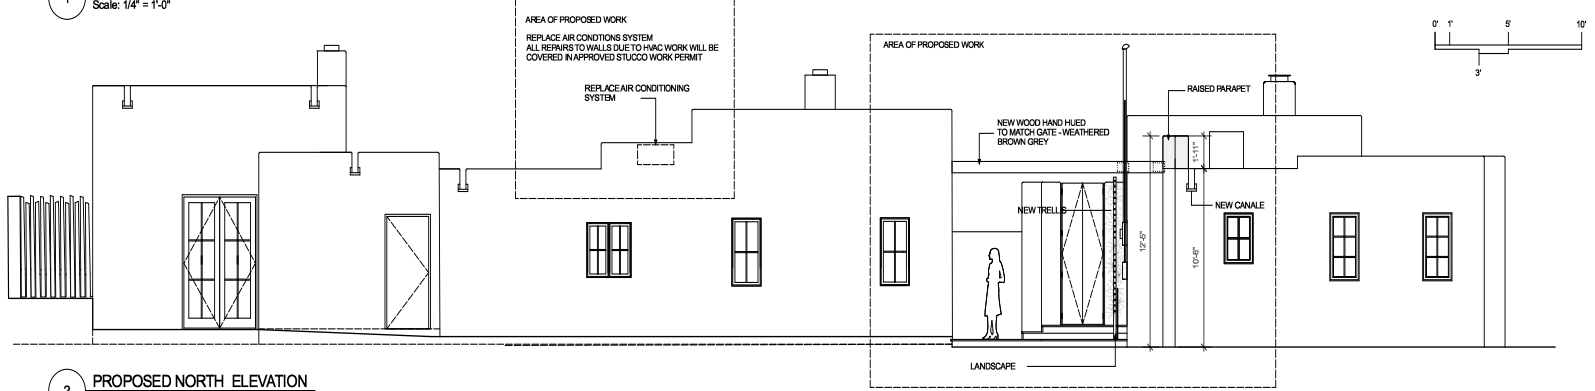 1
Scale: 1/4" = 1'-0"
AREA OF PROPOSED WORK
REPLACE AIR CONDTIONS SYSTEM
ALL REPAIRS TO WALLS DUE TO HVAC WORK WILL BE
COVERED IN APPROVED STUCCO WORK PERMIT
REPLACE AIR CONDITIONING
SYSTEM
AREA OF PROPOSED WORK
0' 1' 5' 10'
3'
RAISED PARAPET
NEW WOOD HAND HUED
TO MATCH GATE - WEATHERED
BROWN GREY
1'-11"
NEW TRELLIS
NEW CANALE
12'-5"
10'-6"
LANDSCAPE
2
PROPOSED NORTH ELEVATION